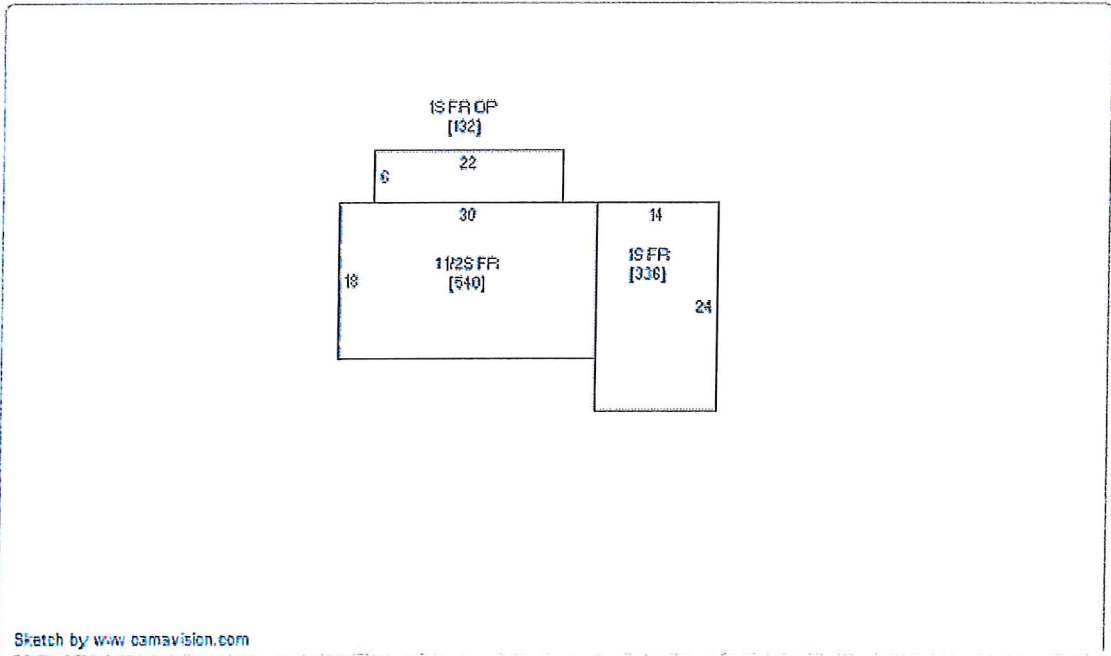 1S FR OP
[132]
22
6
30
14
1 1/2S FR
[540]
1S FR
[336]
18
24
Sketch by www.camavision.com